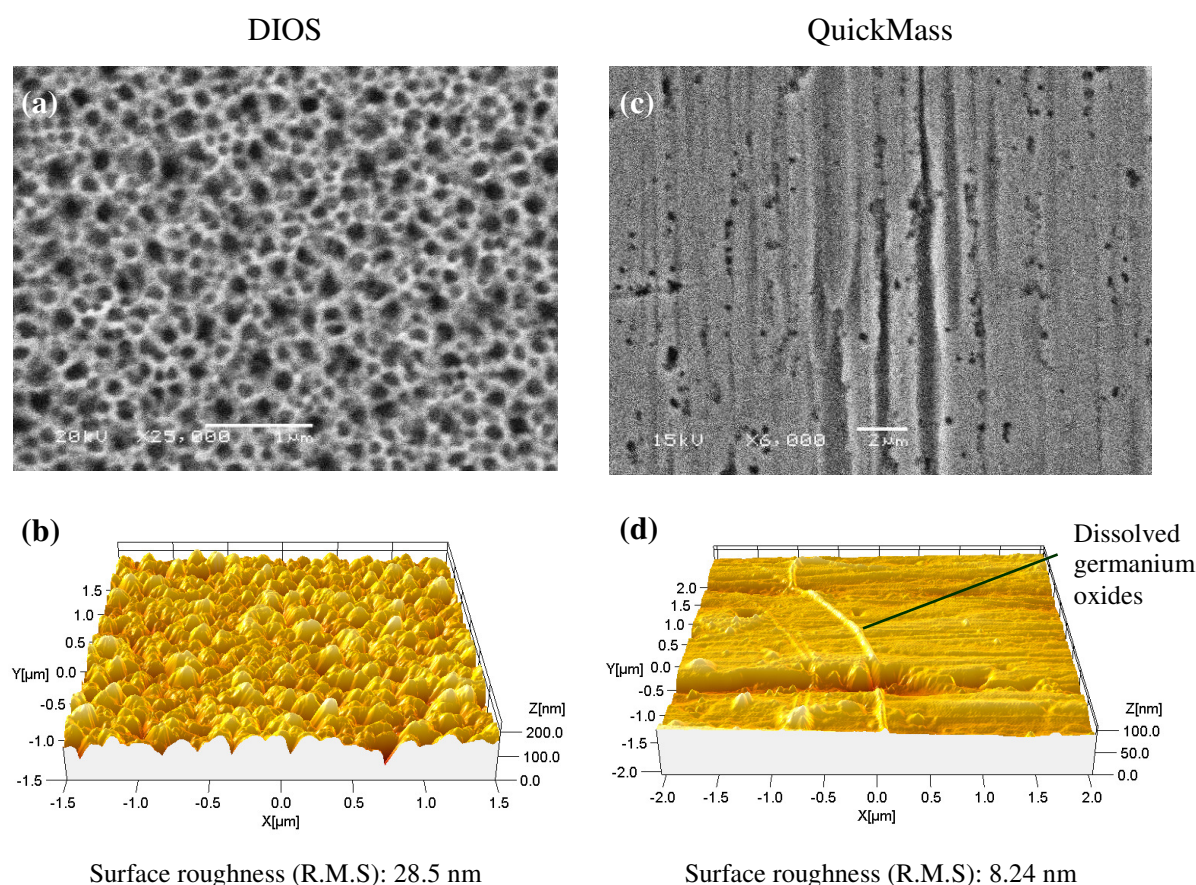 DIOS
QuickMass
(a)
20kV X25,000 1μm
(c)
15kV X6,000 2μm
(b)
1.5
1.0
0.5
Y[µm] 0.0
-0.5
-1.0
-1.5
Z[nm]
200.0
100.0
0.0
-1.5 -1.0 -0.5 0.0 0.5 1.0 1.5
X[µm]
(d)
Dissolved
germanium
oxides
2.0
1.5
1.0
0.5
Y[µm] 0.0
-0.5
-1.0
-1.5
-2.0
Z[nm]
100.0
50.0
0.0
-2.0 -1.5 -1.0 -0.5 0.0 0.5 1.0 1.5 2.0
X[µm]
Surface roughness (R.M.S): 28.5 nm
Surface roughness (R.M.S): 8.24 nm